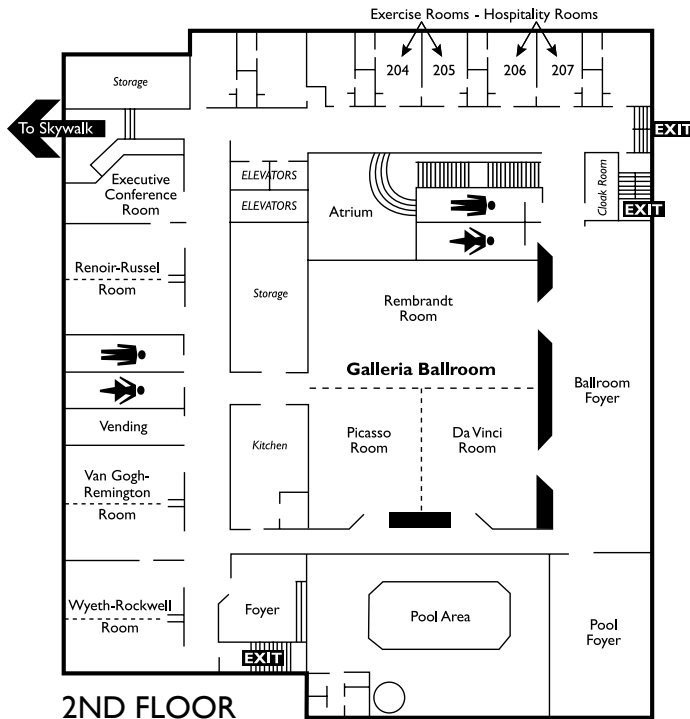 Exercise Rooms - Hospitality Rooms
204
205
206
207
Storage
To Skywalk
EXIT
Executive
Conference
Room
ELEVATORS
ELEVATORS
Atrium
Cloak Room
EXIT
Renoir-Russel
Room
Storage
Rembrandt
Room
Galleria Ballroom
Ballroom
Foyer
Vending
Kitchen
Picasso
Room
Da Vinci
Room
Van Gogh-
Remington
Room
Wyeth-Rockwell
Room
Foyer
Pool Area
Pool
Foyer
EXIT
2ND FLOOR